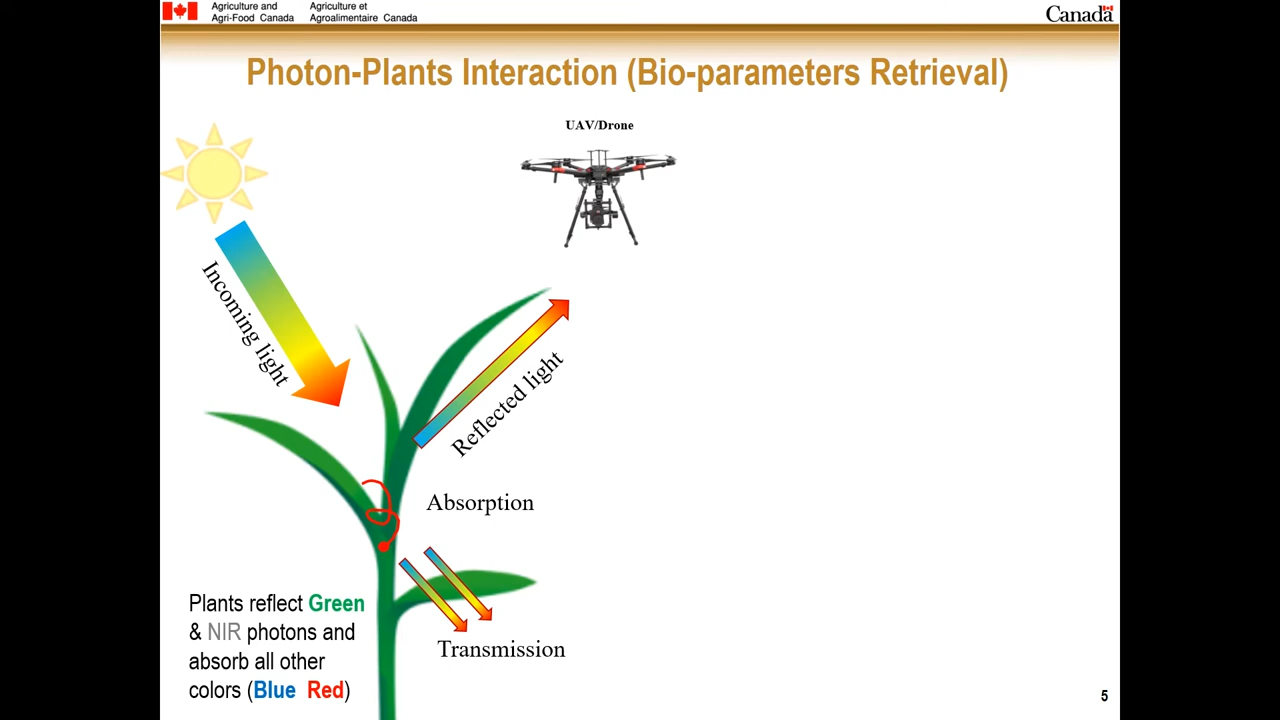 Agriculture and
Agri-Food Canada
Agriculture et
Agroalimentaire Canada
Canada
Photon-Plants Interaction (Bio-parameters Retrieval)
UAV/Drone
Incoming light
Reflected light
Absorption
Plants reflect Green
& NIR photons and
absorb all other
colors (Blue Red)
Transmission
5